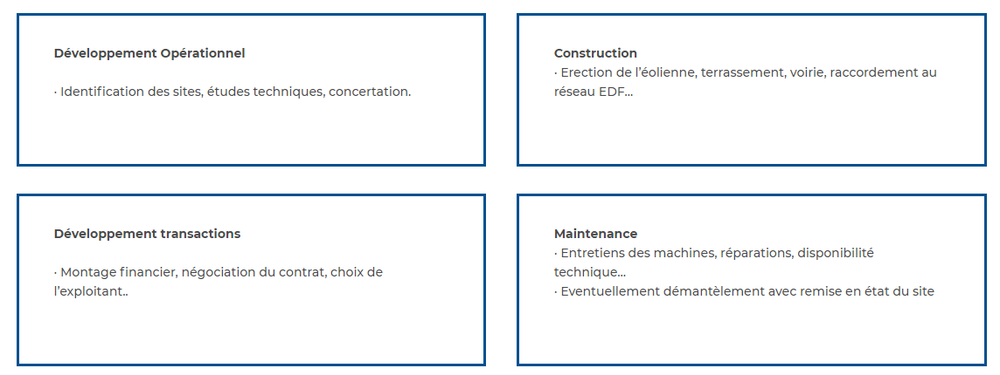 Développement Opérationnel
· Identification des sites, études techniques, concertation.
Construction
· Erection de l’éolienne, terrassement, voirie, raccordement au
réseau EDF…
Développement transactions
· Montage financier, négociation du contrat, choix de
l’exploitant..
Maintenance
· Entretiens des machines, réparations, disponibilité
technique…
· Eventuellement démantèlement avec remise en état du site